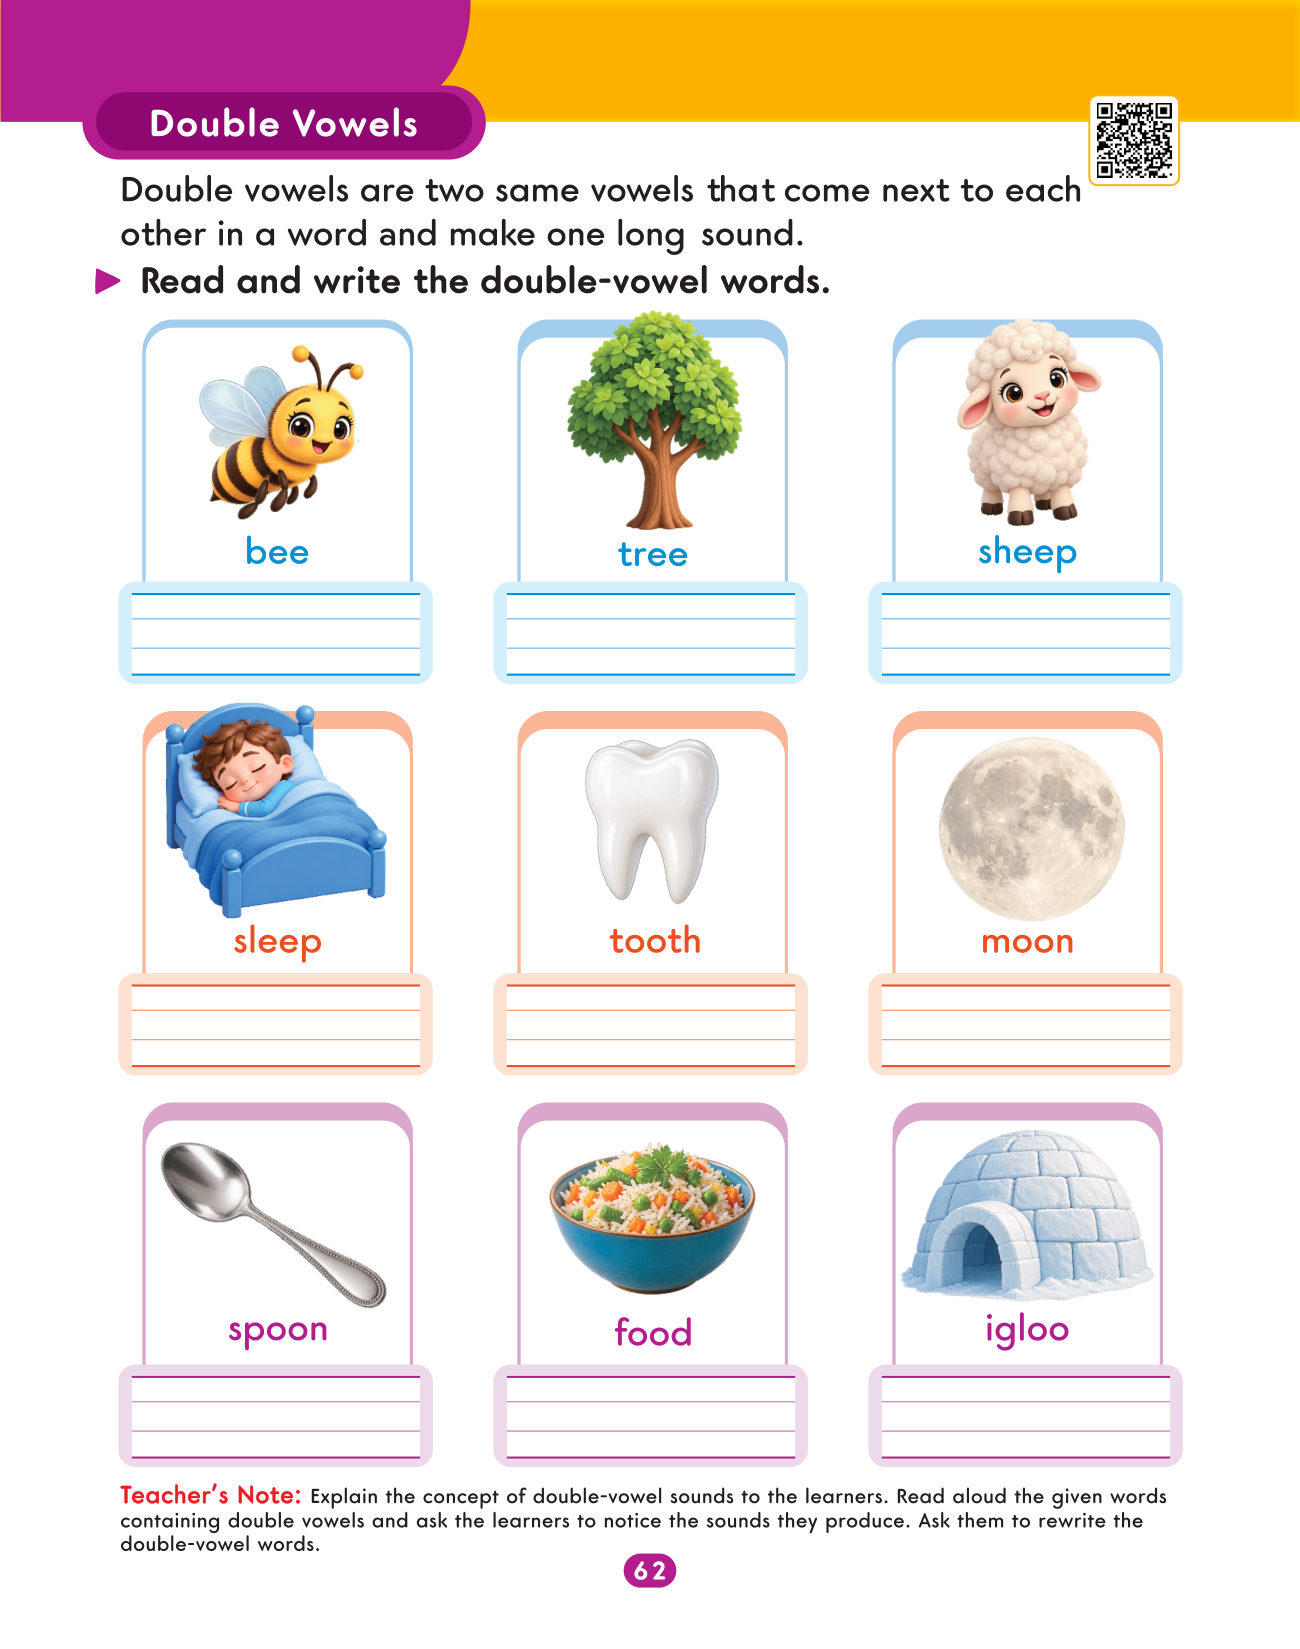 Double Vowels
Double vowels are two same vowels that come next to each
other in a word and make one long sound.
Read and write the double-vowel words.
bee
tree
sheep
sleep
tooth
moon
spoon
food
igloo
Teacher's Note: Explain the concept of double-vowel sounds to the learners. Read aloud the given words
containing double vowels and ask the learners to notice the sounds they produce. Ask them to rewrite the
double-vowel words.
62